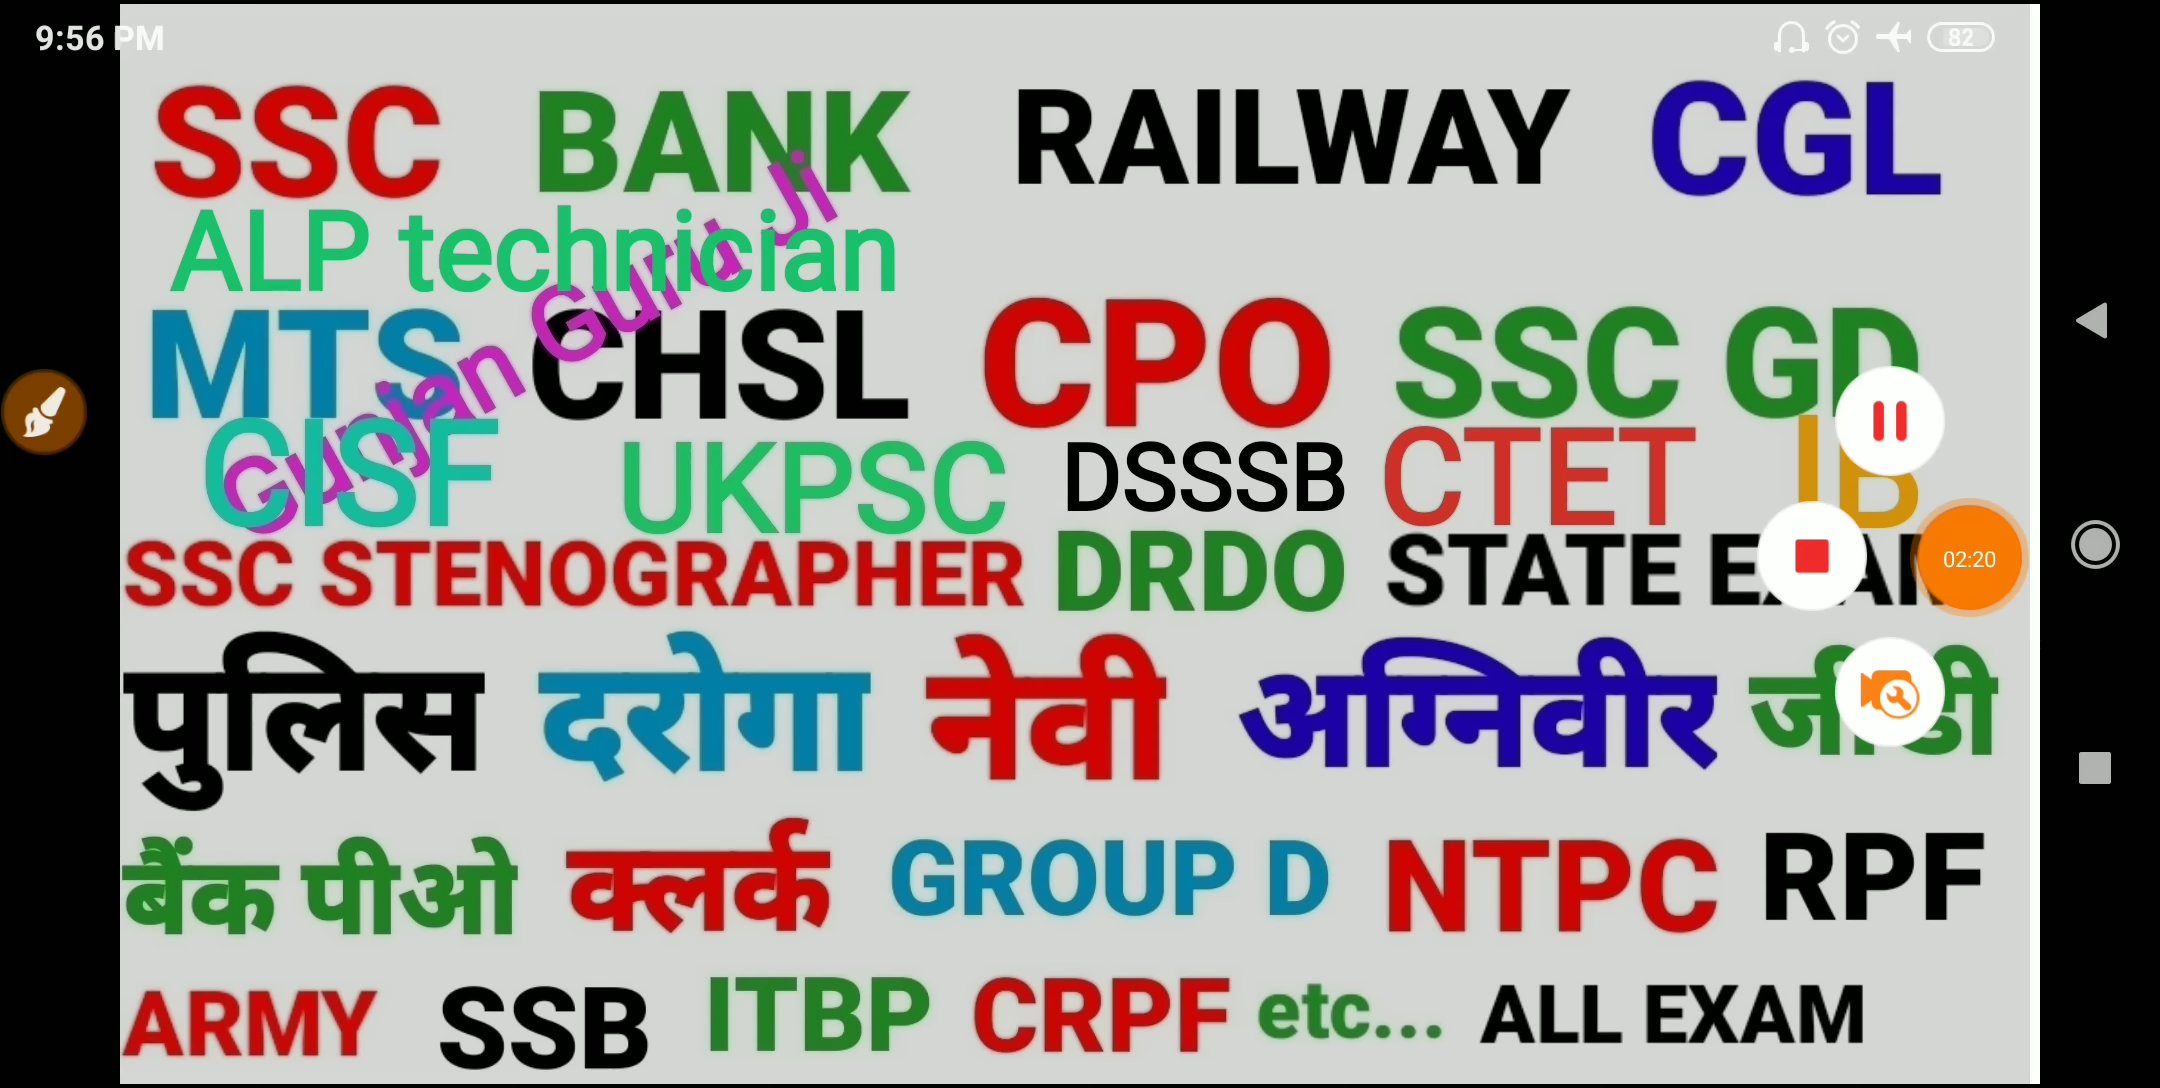 9:56 PM 82
SSC BANK RAILWAY CGL
ALP technician
Gunjan Guru Ji
MTS CHSL CPO SSC GD
CISF UKPSC DSSSB CTET IB
SSC STENOGRAPHER DRDO STATE
02:20
पुलिस दरोगा नेवी अग्निवीर जीडी
बैंक पीओ क्लर्क GROUP D NTPC RPF
ARMY SSB ITBP CRPF etc... ALL EXAM